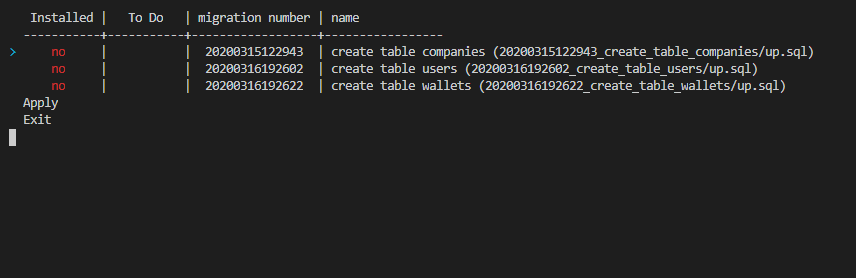 Installed |   To Do   | migration number | name
-----------+-----------+------------------+----------------
>     no     |           |  20200315122943  | create table companies (20200315122943_create_table_companies/up.sql)
no     |           |  20200316192602  | create table users (20200316192602_create_table_users/up.sql)
no     |           |  20200316192622  | create table wallets (20200316192622_create_table_wallets/up.sql)
Apply
Exit